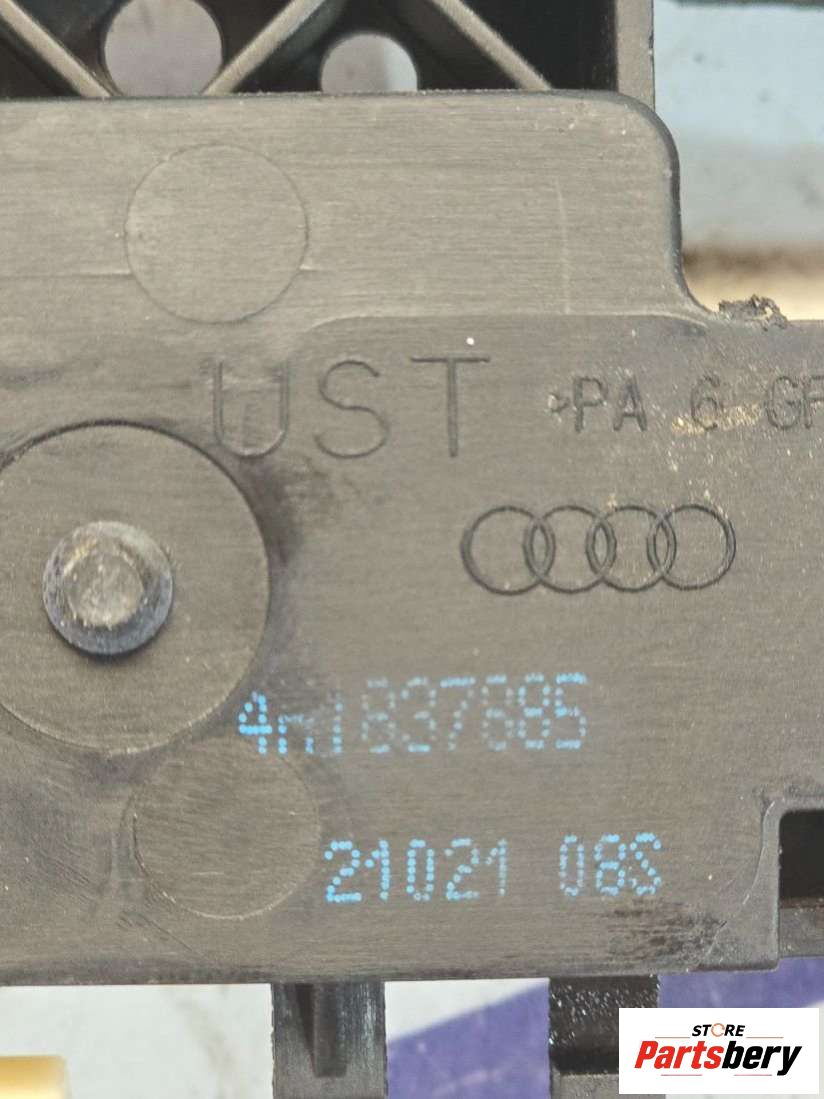 UST >PA 6 GF
4M1837885
21021 08S
STORE
Partsbery